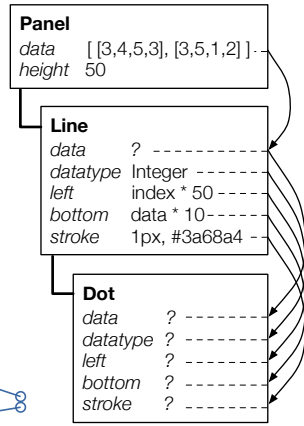 Panel
data [ [3,4,5,3], [3,5,1,2] ]
height 50
Line
data ?
datatype Integer
left index * 50
bottom data * 10
stroke 1px, #3a68a4
Dot
data ?
datatype ?
left ?
bottom ?
stroke ?